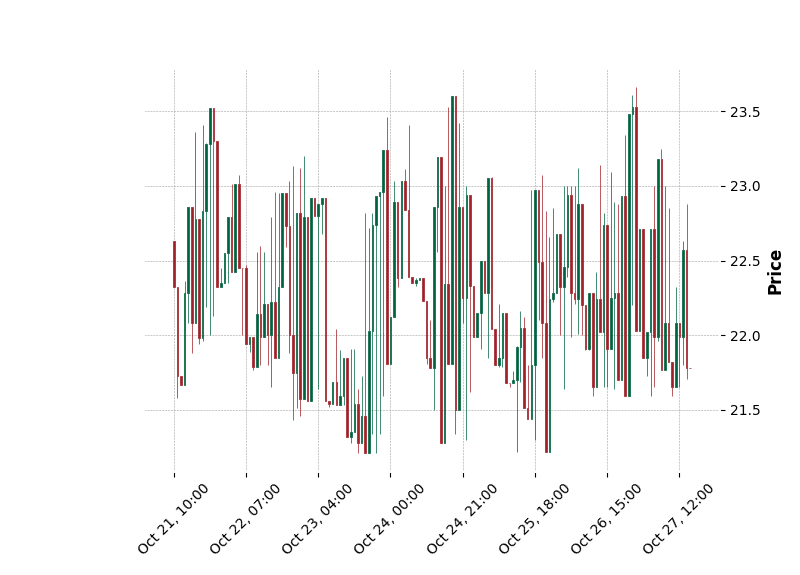 23.5
23.0
22.5
22.0
21.5
Price
Oct 21, 10:00
Oct 22, 07:00
Oct 23, 04:00
Oct 24, 00:00
Oct 24, 21:00
Oct 25, 18:00
Oct 26, 15:00
Oct 27, 12:00